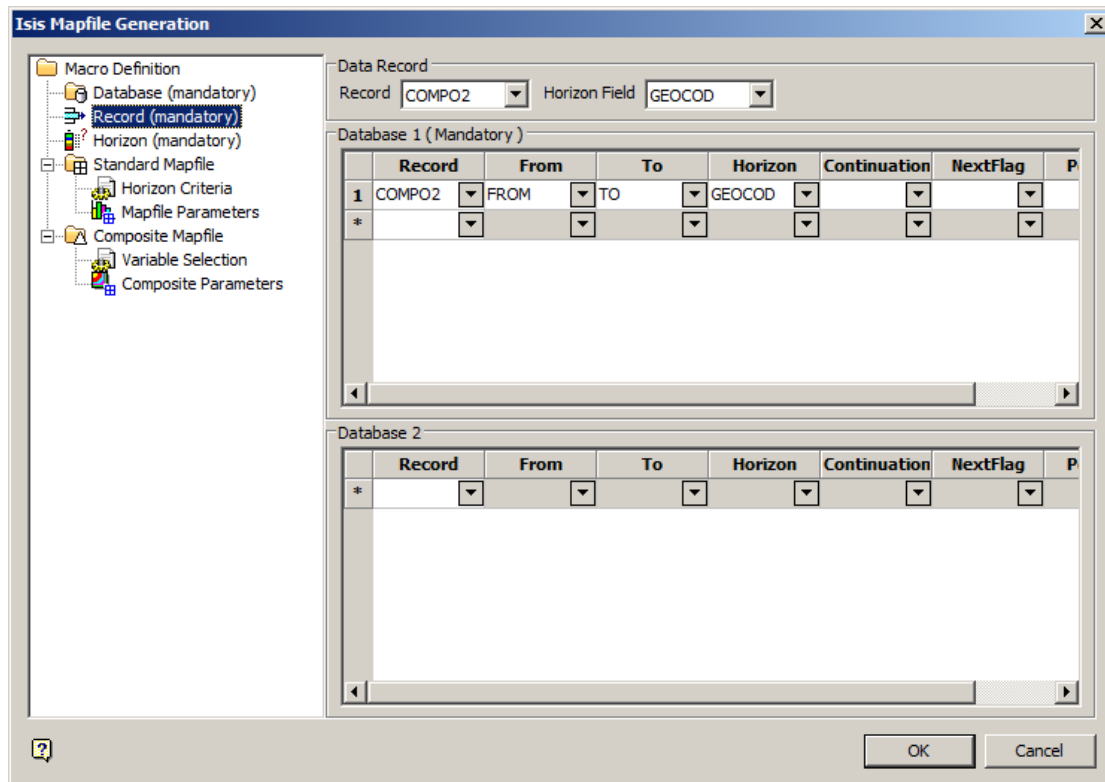 Isis Mapfile Generation
Macro Definition
Database (mandatory)
Record (mandatory)
Horizon (mandatory)
Standard Mapfile
Horizon Criteria
Mapfile Parameters
Composite Mapfile
Variable Selection
Composite Parameters
Data Record
Record COMPO2 Horizon Field GEOCOD
Database 1 ( Mandatory )
Record From To Horizon Continuation NextFlag
1 COMPO2 FROM TO GEOCOD
*
Database 2
Record From To Horizon Continuation NextFlag
*
OK Cancel